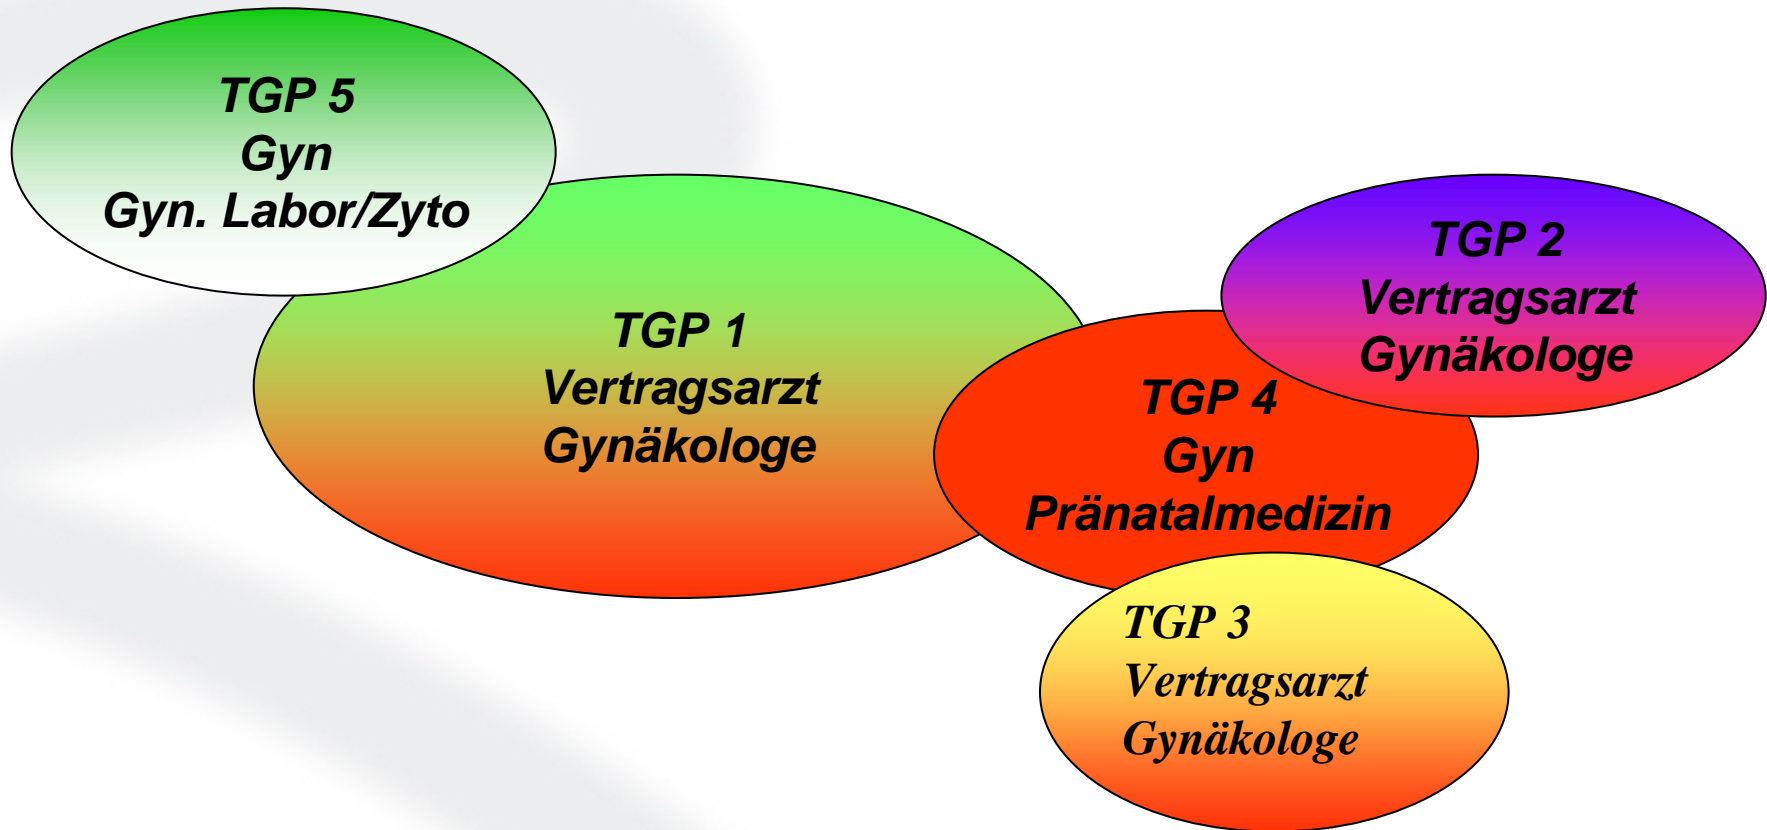 TGP 5
Gyn
Gyn. Labor/Zyto
TGP 1
Vertragsarzt
Gynäkologe
TGP 2
Vertragsarzt
Gynäkologe
TGP 4
Gyn
Pränatalmedizin
TGP 3
Vertragsarzt
Gynäkologe